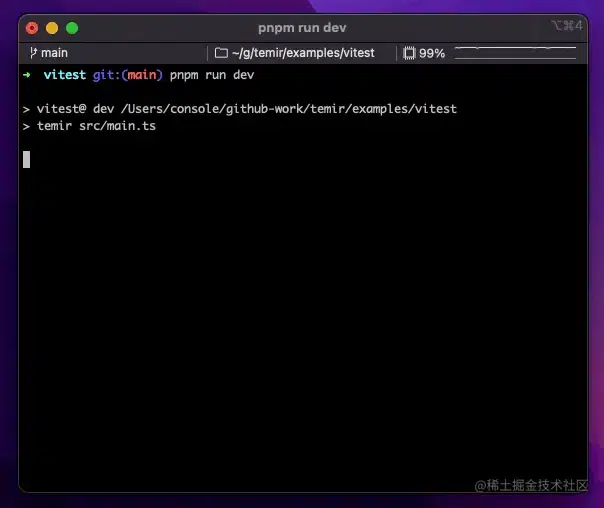 pnpm run dev
⌥⌘4
main
~/g/temir/examples/vitest
99%
➜ vitest git:(main) pnpm run dev
> vitest@ dev /Users/console/github-work/temir/examples/vitest
> temir src/main.ts
@稀土掘金技术社区